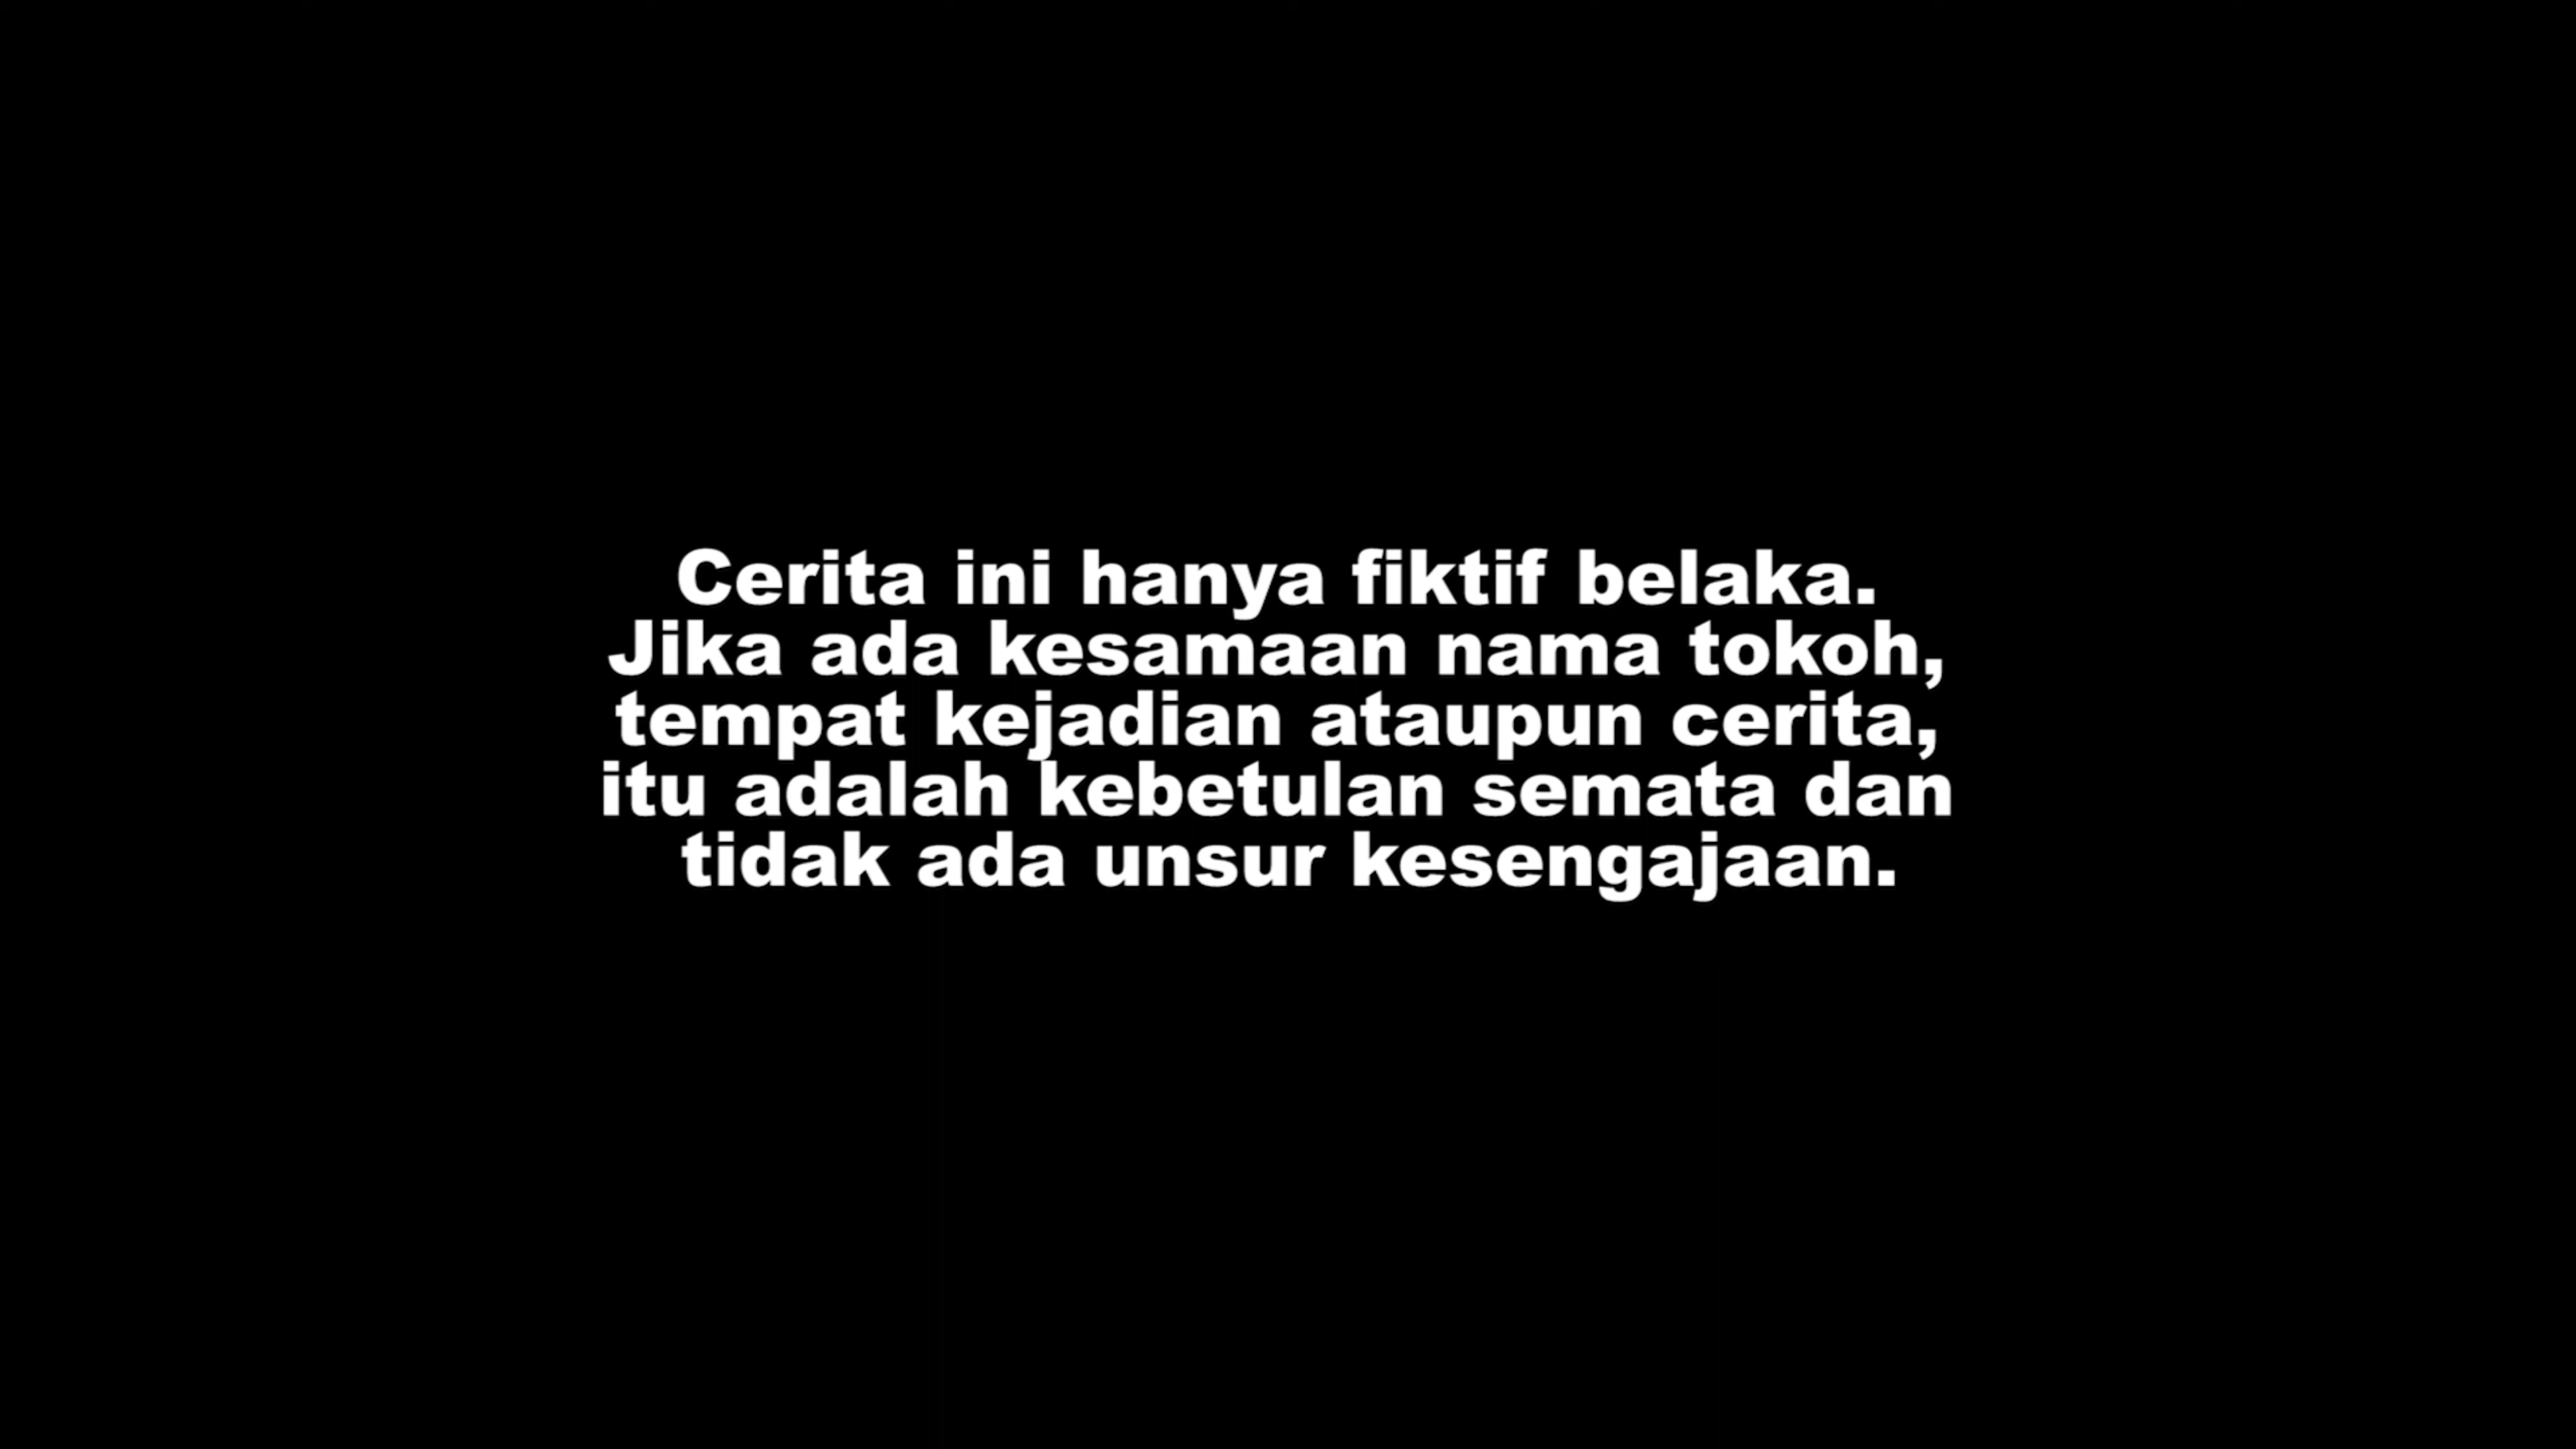 Cerita ini hanya fiktif belaka.
Jika ada kesamaan nama tokoh,
tempat kejadian ataupun cerita,
itu adalah kebetulan semata dan
tidak ada unsur kesengajaan.